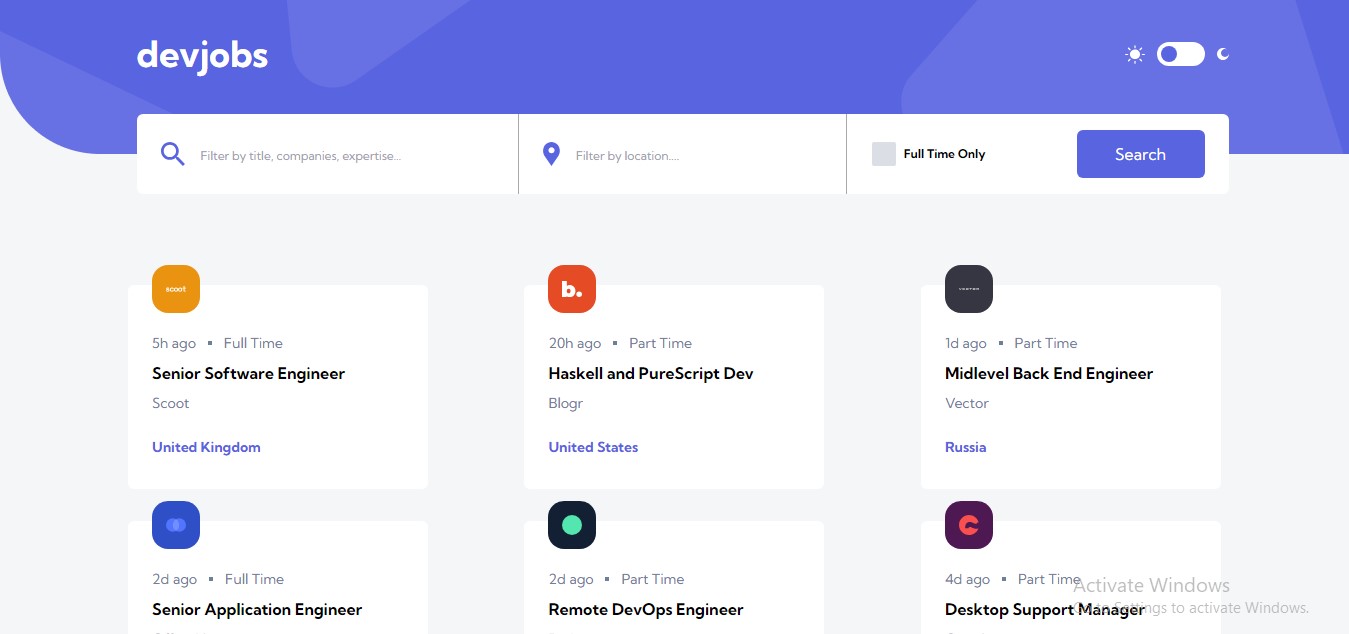 devjobs
Filter by title, companies, expertise...
Filter by location....
Full Time Only
Search
scoot
b.
VECTOR
5h ago Full Time
20h ago Part Time
1d ago Part Time
Senior Software Engineer
Haskell and PureScript Dev
Midlevel Back End Engineer
Scoot
Blogr
Vector
United Kingdom
United States
Russia
2d ago Full Time
2d ago Part Time
4d ago Part Time
Activate Windows
Senior Application Engineer
Remote DevOps Engineer
Desktop Support Manager
Go to Settings to activate Windows.